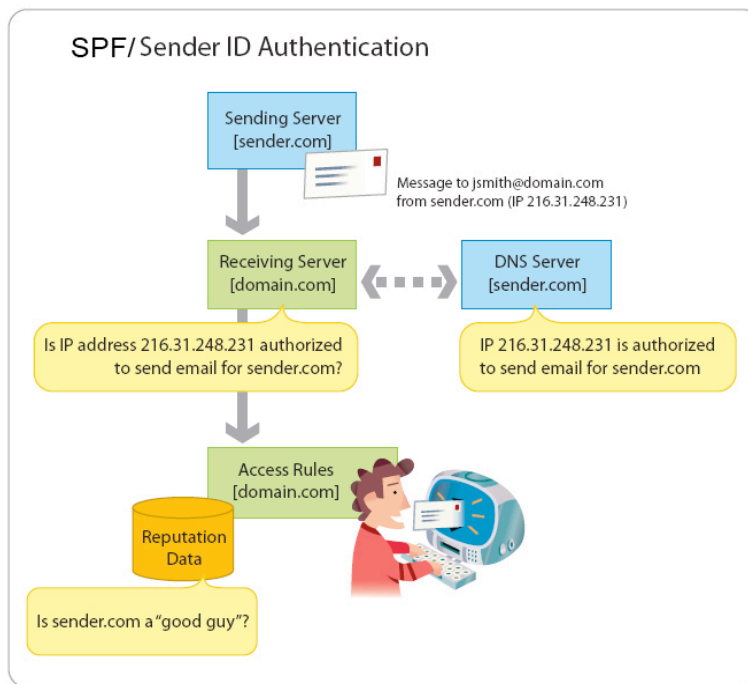 SPF/Sender ID Authentication
Sending Server
[sender.com]
Message to jsmith@domain.com
from sender.com (IP 216.31.248.231)
Receiving Server
[domain.com]
DNS Server
[sender.com]
Is IP address 216.31.248.231 authorized
to send email for sender.com?
IP 216.31.248.231 is authorized
to send email for sender.com
Access Rules
[domain.com]
Reputation
Data
Is sender.com a “good guy”?